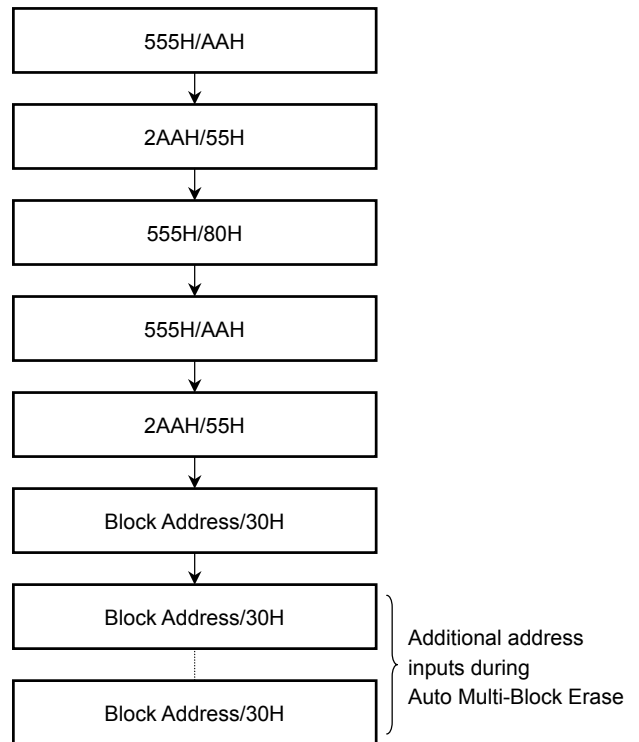 555H/AAH
2AAH/55H
555H/80H
555H/AAH
2AAH/55H
Block Address/30H
Block Address/30H
Additional address
inputs during
Auto Multi-Block Erase
Block Address/30H